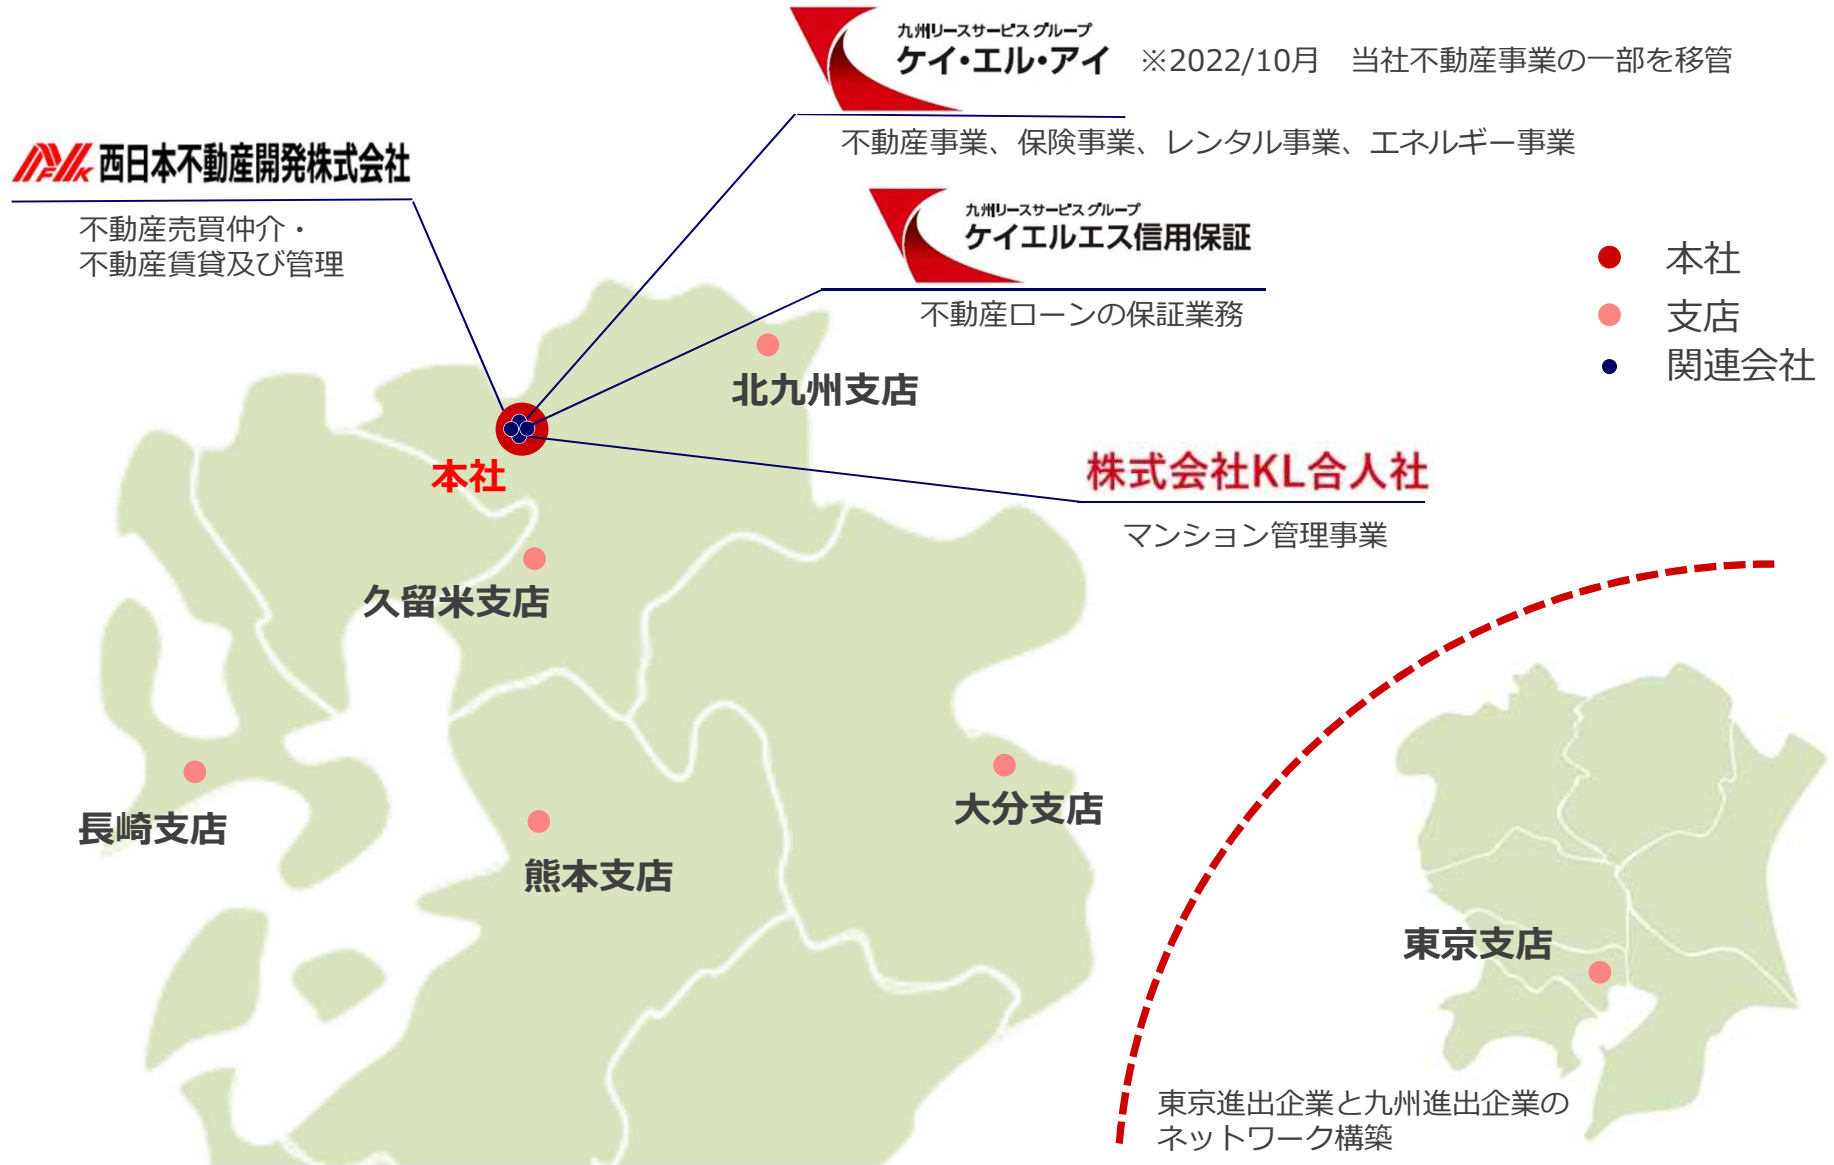 九州リースサービス グループ
ケイ・エル・アイ
※2022/10月　当社不動産事業の一部を移管
不動産事業、保険事業、レンタル事業、エネルギー事業
NFK 西日本不動産開発株式会社
不動産売買仲介・
不動産賃貸及び管理
九州リースサービス グループ
ケイエルエス信用保証
不動産ローンの保証業務
本社
支店
関連会社
北九州支店
本社
株式会社KL合人社
マンション管理事業
久留米支店
長崎支店
熊本支店
大分支店
東京支店
東京進出企業と九州進出企業の
ネットワーク構築